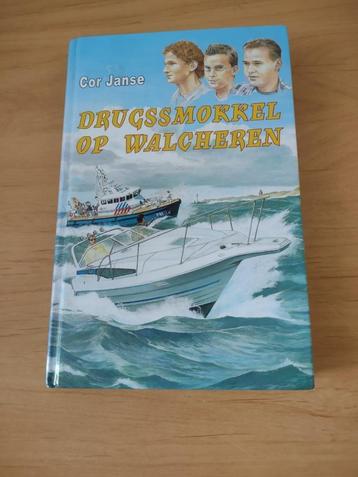 Cor Janse
DRUGSSMOKKEL
OP WALCHEREN